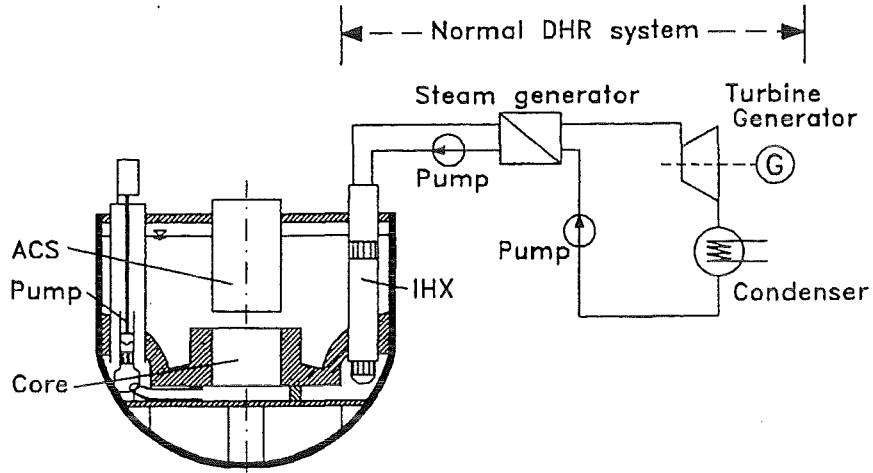 Normal DHR system
Steam generator
Turbine
Generator
Pump
G
ACS
Pump
IHX
Pump
Condenser
Core